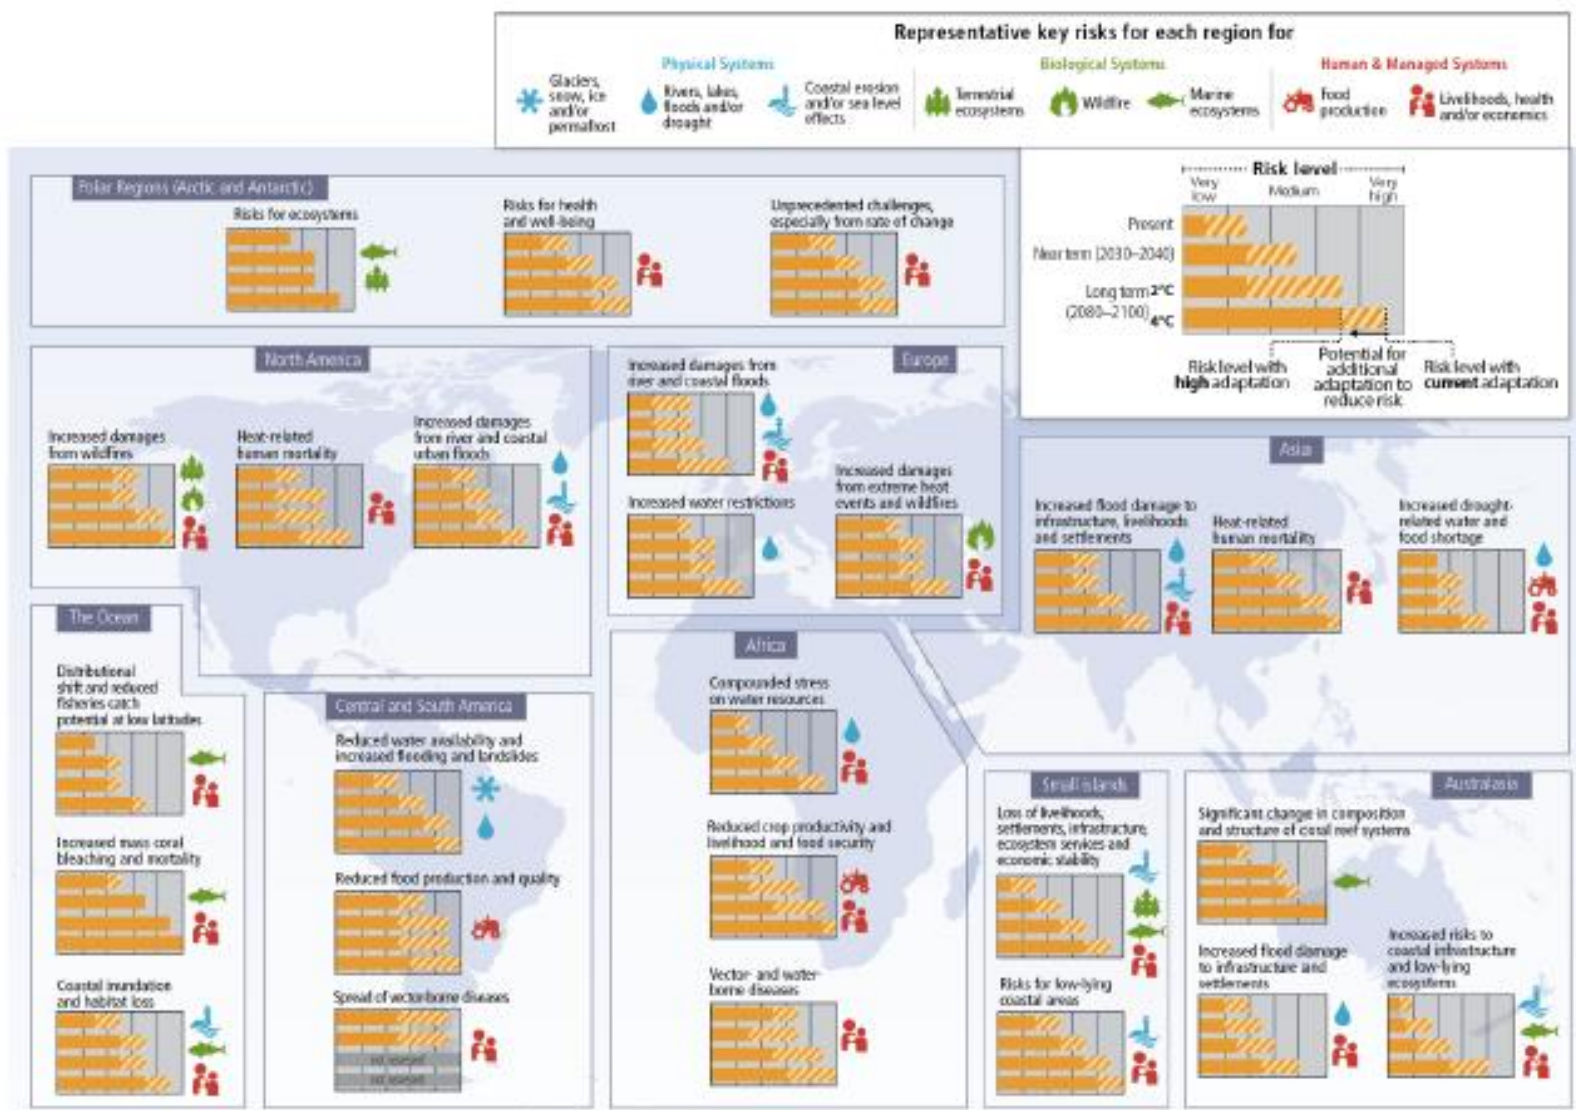 Representative key risks for each region for
Physical Systems
Biological Systems
Human & Managed Systems
Glaciers,
snow, ice
and/or
permafrost
Rivers, lakes,
floods and/or
drought
Coastal erosion
and/or sea level
effects
Terrestrial
ecosystems
Wildfire
Marine
ecosystems
Food
production
Livelihoods, health
and/or economics
Risk level
Very
low
Medium
Very
high
Present
Near term (2030–2040)
Long term 2°C
(2080–2100) 4°C
Risk level with
high adaptation
Potential for
additional
adaptation to
reduce risk
Risk level with
current adaptation
Polar Regions (Arctic and Antarctic)
Risks for ecosystems
Risks for health
and well-being
Unprecedented challenges,
especially from rate of change
North America
Increased damages
from wildfires
Heat-related
human mortality
Increased damages
from river and coastal
urban floods
Europe
Increased damages from
river and coastal floods
Increased water restrictions
Increased damages
from extreme heat
events and wildfires
Asia
Increased flood damage to
infrastructure, livelihoods
and settlements
Heat-related
human mortality
Increased drought-
related water and
food shortage
The Ocean
Distributional
shift and reduced
fisheries catch
potential at low latitudes
Increased mass coral
bleaching and mortality
Coastal inundation
and habitat loss
Central and South America
Reduced water availability and
increased flooding and landslides
Reduced food production and quality
Spread of vector-borne diseases
not assessed
not assessed
Africa
Compounded stress
on water resources
Reduced crop productivity and
livelihood and food security
Vector- and water-
borne diseases
Small islands
Loss of livelihoods,
settlements, infrastructure,
ecosystem services and
economic stability
Risks for low-lying
coastal areas
Australasia
Significant change in composition
and structure of coral reef systems
Increased flood damage
to infrastructure and
settlements
Increased risks to
coastal infrastructure
and low-lying
ecosystems